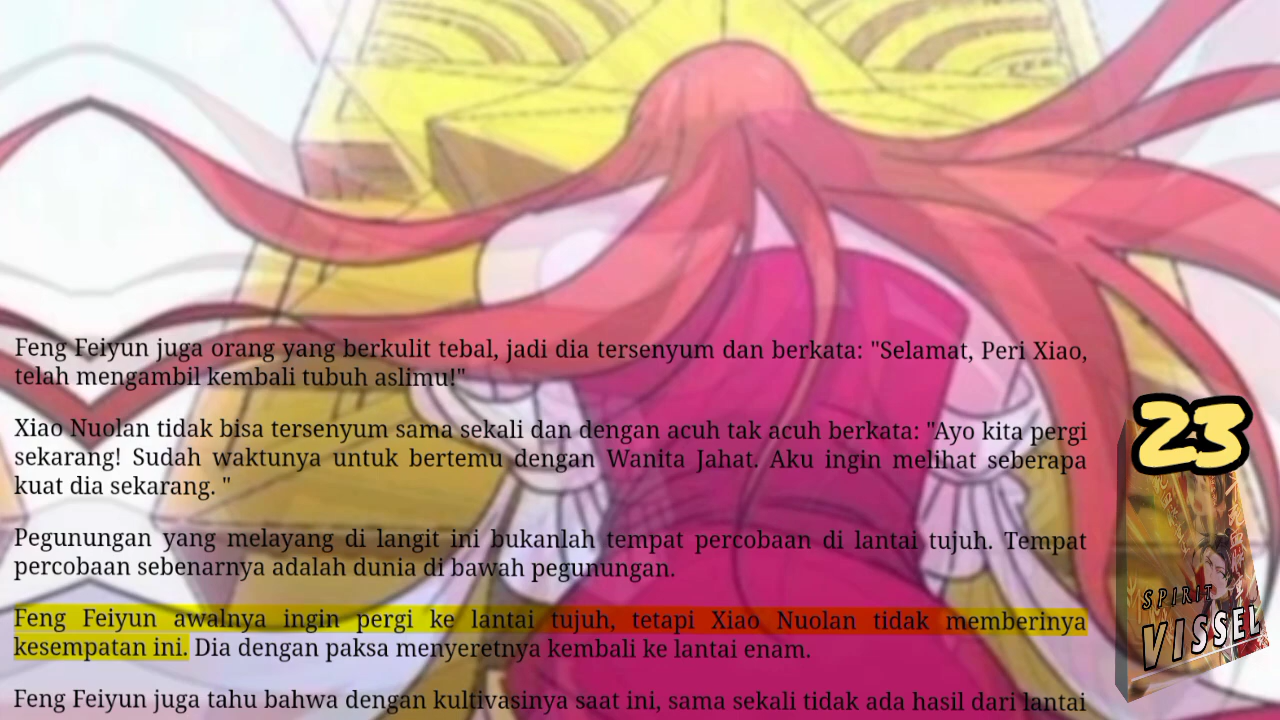 Feng Feiyun juga orang yang berkulit tebal, jadi dia tersenyum dan berkata: "Selamat, Peri Xiao,
telah mengambil kembali tubuh aslimu!"
Xiao Nuolan tidak bisa tersenyum sama sekali dan dengan acuh tak acuh berkata: "Ayo kita pergi
sekarang! Sudah waktunya untuk bertemu dengan Wanita Jahat. Aku ingin melihat seberapa
kuat dia sekarang. "
Pegunungan yang melayang di langit ini bukanlah tempat percobaan di lantai tujuh. Tempat
percobaan sebenarnya adalah dunia di bawah pegunungan.
Feng Feiyun awalnya ingin pergi ke lantai tujuh, tetapi Xiao Nuolan tidak memberinya
kesempatan ini. Dia dengan paksa menyeretnya kembali ke lantai enam.
Feng Feiyun juga tahu bahwa dengan kultivasinya saat ini, sama sekali tidak ada hasil dari lantai
23
SPIRIT
VISSEL